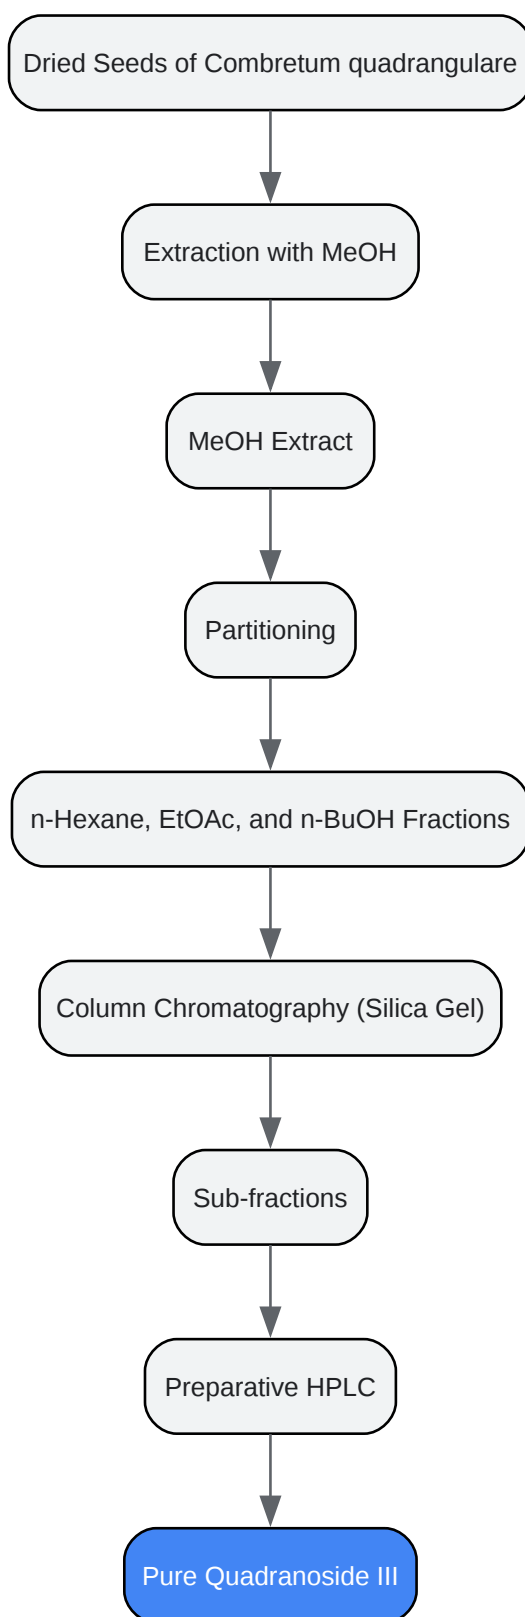 Dried Seeds of Combretum quadrangulare
Extraction with MeOH
MeOH Extract
Partitioning
n-Hexane, EtOAc, and n-BuOH Fractions
Column Chromatography (Silica Gel)
Sub-fractions
Preparative HPLC
Pure Quadranoside III